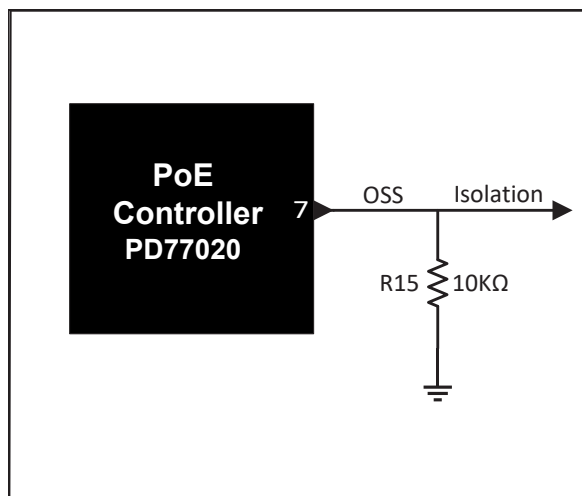 PoE
Controller
PD77020
7
OSS
Isolation
R15
10KΩ